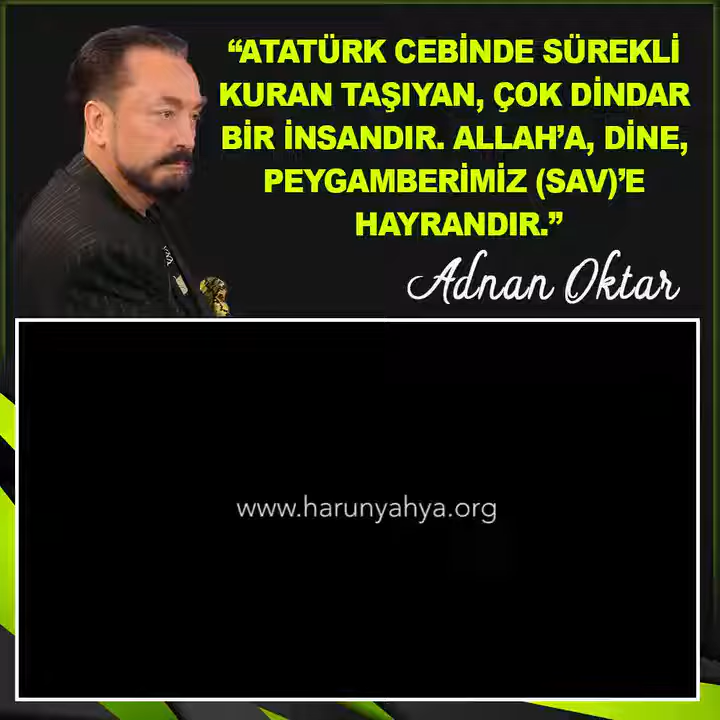 “ATATÜRK CEBİNDE SÜREKLİ
KURAN TAŞIYAN, ÇOK DİNDAR
BİR İNSANDIR. ALLAH’A, DİNE,
PEYGAMBERİMİZ (SAV)’E
HAYRANDIR.”
Adnan Oktar
www.harunyahya.org